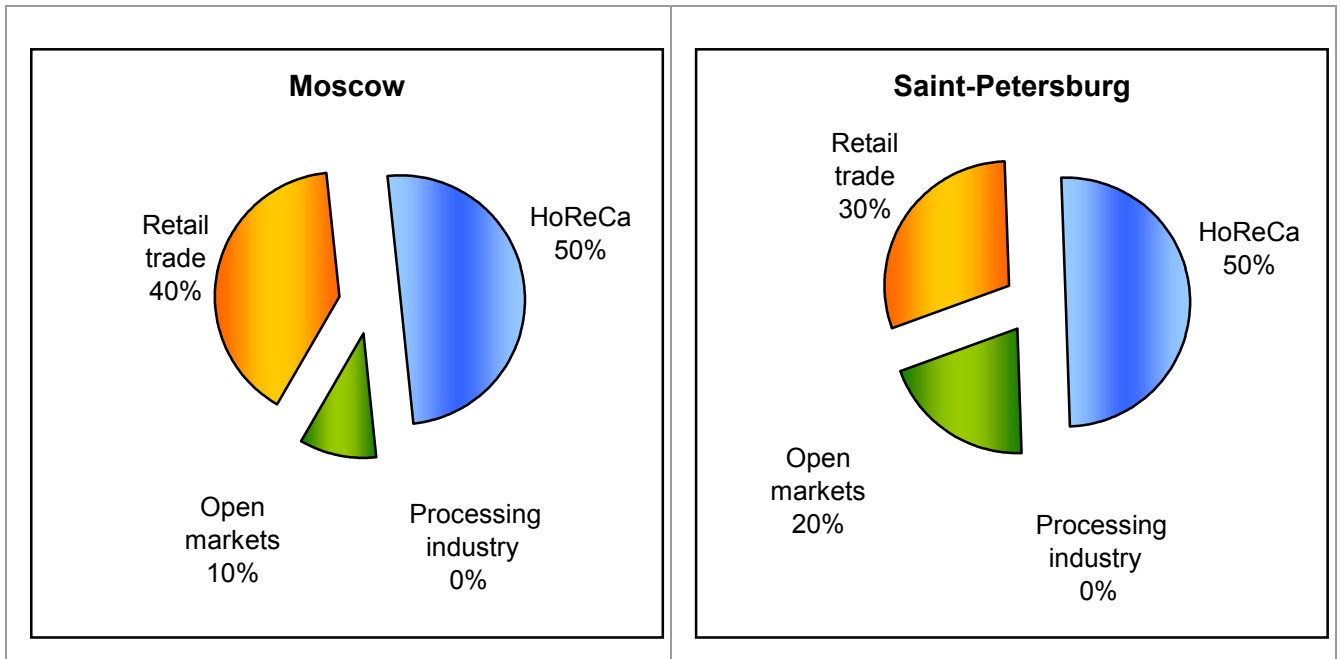 Moscow
Retail
trade
40%
HoReCa
50%
Open
markets
10%
Processing
industry
0%
Saint-Petersburg
Retail
trade
30%
HoReCa
50%
Open
markets
20%
Processing
industry
0%